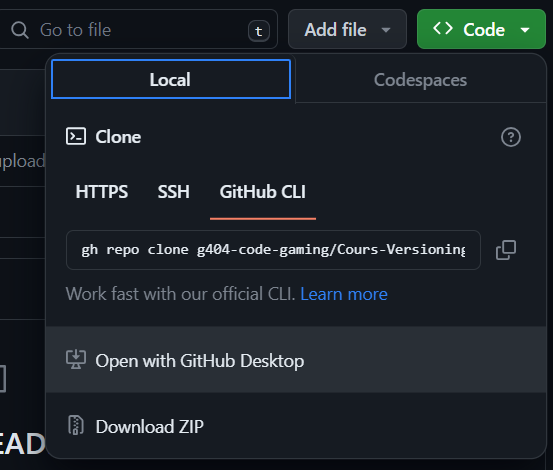 Go to file t Add file Code
Local Codespaces
Clone
upload
HTTPS SSH GitHub CLI
gh repo clone g404-code-gaming/Cours-Versioning
Work fast with our official CLI. Learn more
Open with GitHub Desktop
Download ZIP
EAD